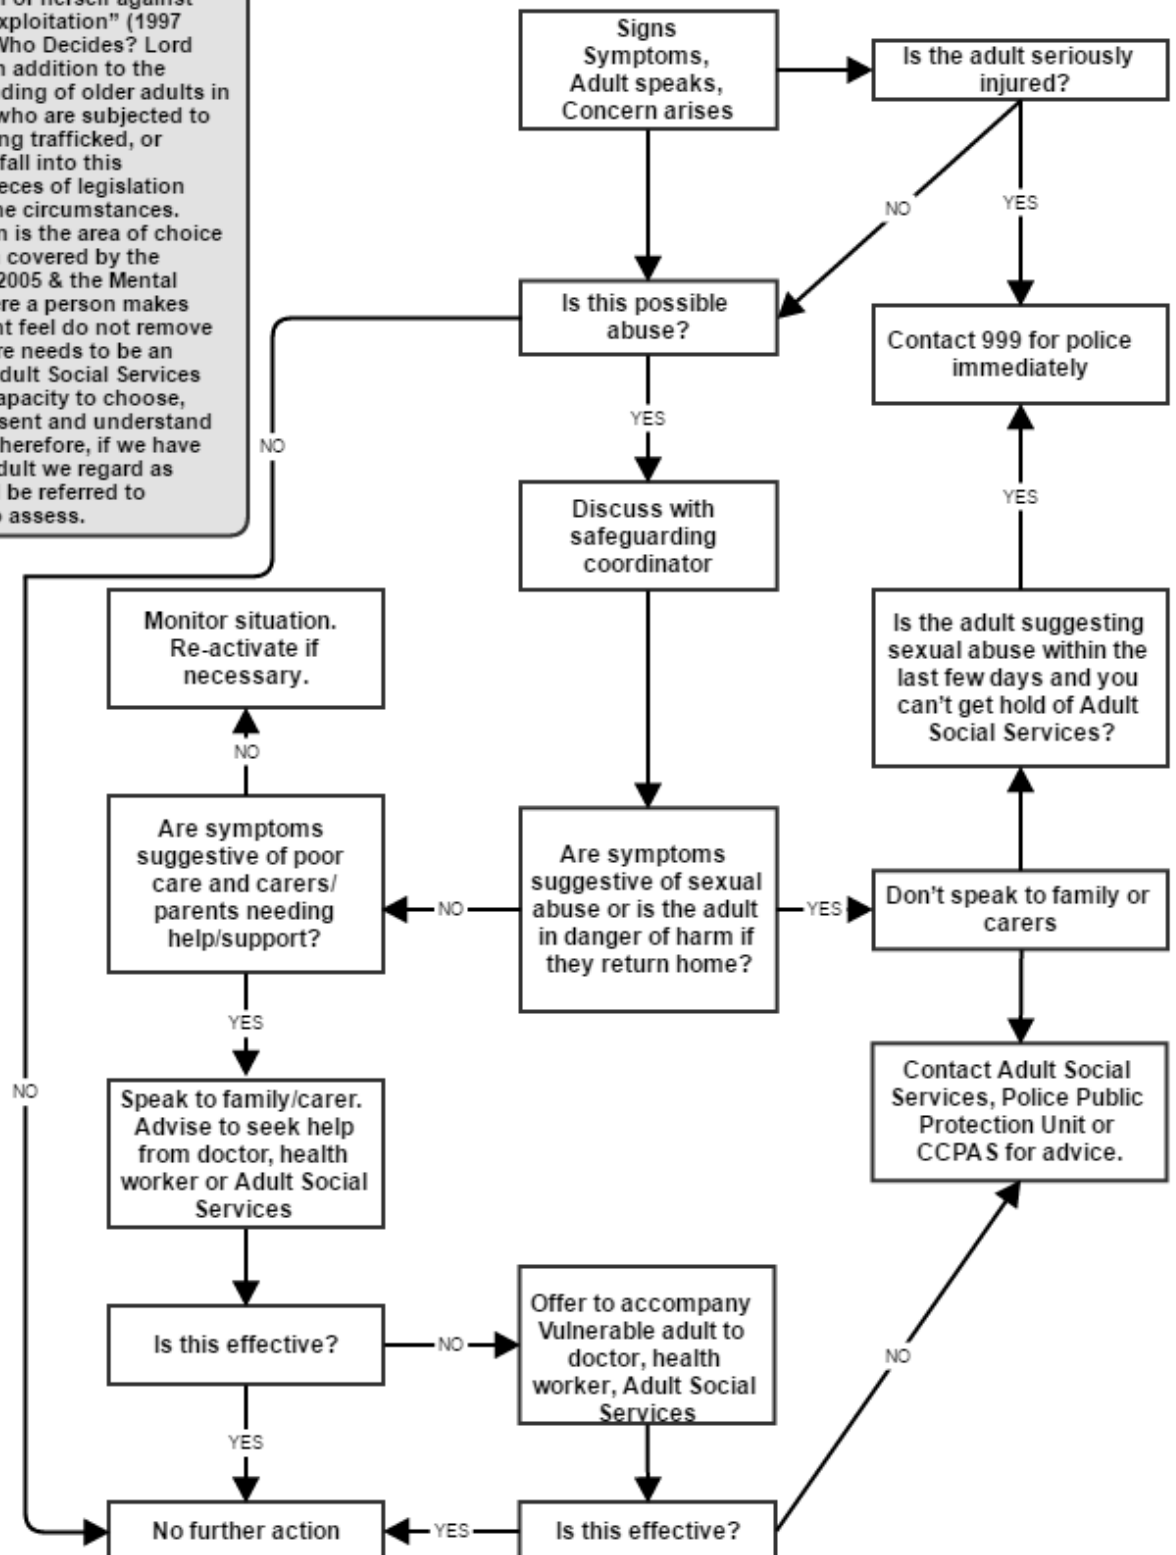 or herself against
xploitation” (1997
Who Decides? Lord
n addition to the
ding of older adults in
who are subjected to
ng trafficked, or
fall into this
eces of legislation
ne circumstances.
n is the area of choice
covered by the
2005 & the Mental
ere a person makes
nt feel do not remove
re needs to be an
dult Social Services
apacity to choose,
sent and understand
herefore, if we have
dult we regard as
be referred to
o assess.
Signs
Symptoms,
Adult speaks,
Concern arises
Is the adult seriously
injured?
NO
YES
Is this possible
abuse?
Contact 999 for police
immediately
YES
NO
YES
Discuss with
safeguarding
coordinator
Monitor situation.
Re-activate if
necessary.
Is the adult suggesting
sexual abuse within the
last few days and you
can't get hold of Adult
Social Services?
NO
Are symptoms
suggestive of poor
care and carers/
parents needing
help/support?
NO
Are symptoms
suggestive of sexual
abuse or is the adult
in danger of harm if
they return home?
YES
Don't speak to family or
carers
YES
NO
Contact Adult Social
Services, Police Public
Protection Unit or
CCPAS for advice.
Speak to family/carer.
Advise to seek help
from doctor, health
worker or Adult Social
Services
Is this effective?
NO
Offer to accompany
Vulnerable adult to
doctor, health
worker, Adult Social
Services
NO
YES
No further action
YES
Is this effective?